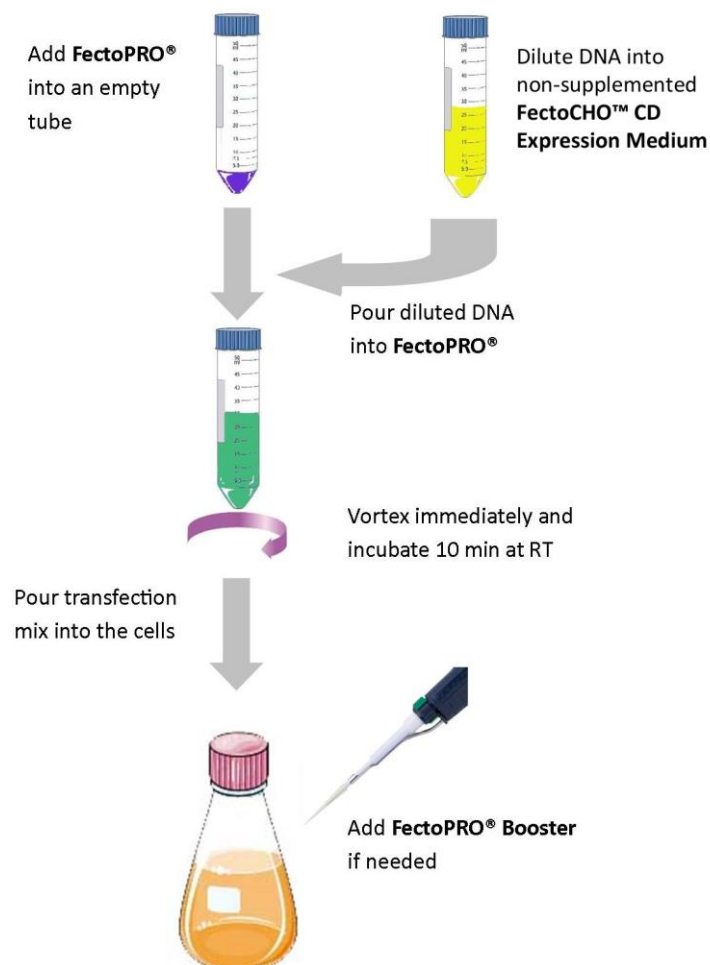 Add FectoPRO®
into an empty
tube
Dilute DNA into
non-supplemented
FectoCHO™ CD
Expression Medium
Pour diluted DNA
into FectoPRO®
Vortex immediately and
incubate 10 min at RT
Pour transfection
mix into the cells
Add FectoPRO® Booster
if needed